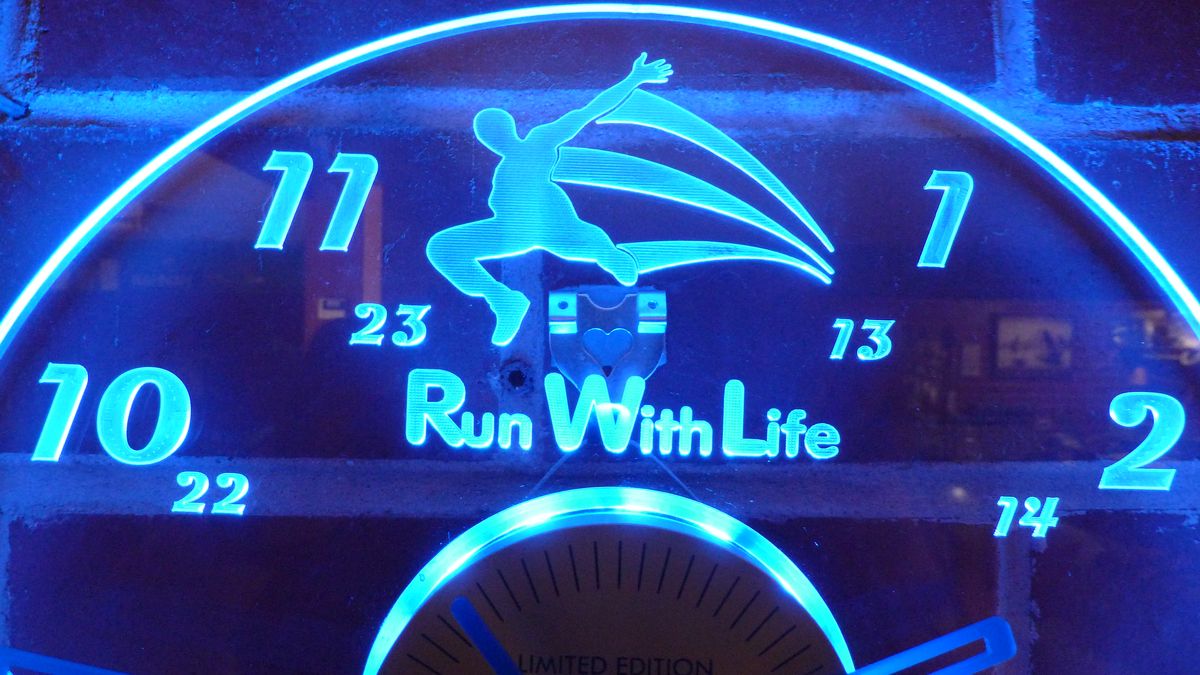 11 1
23 13
Run With Life
10 2
22 14
LIMITED EDITION